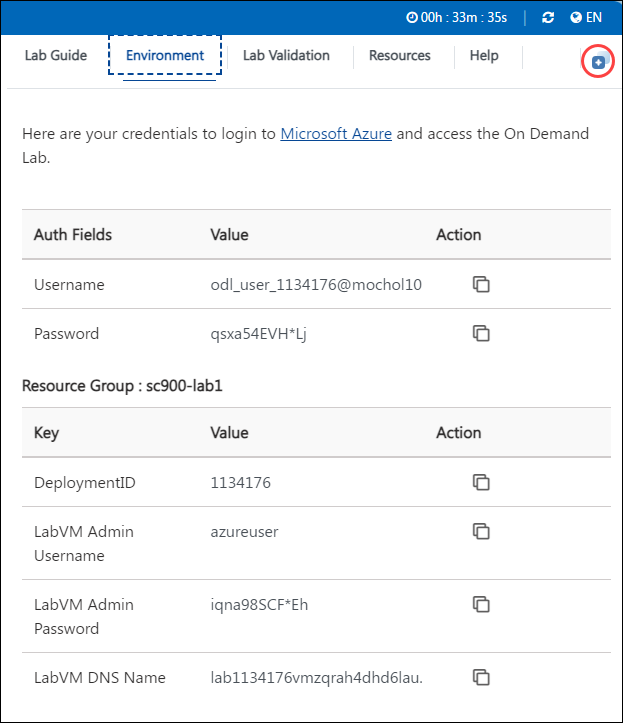 00h : 33m : 35s EN
Lab Guide Environment Lab Validation Resources Help
Here are your credentials to login to Microsoft Azure and access the On Demand
Lab.
Auth Fields Value Action
Username odl_user_1134176@mochol10
Password qsxa54EVH*Lj
Resource Group : sc900-lab1
Key Value Action
DeploymentID 1134176
LabVM Admin azureuser
Username
LabVM Admin iqna98SCF*Eh
Password
LabVM DNS Name lab1134176vmzqrah4dhd6lau.